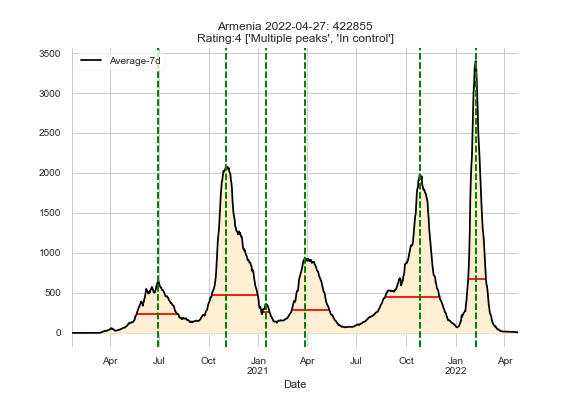 Armenia 2022-04-27: 422855
Rating:4 ['Multiple peaks', 'In control']
Average-7d
3500
3000
2500
2000
1500
1000
500
0
Apr
Jul
Oct
Jan
2021
Apr
Jul
Oct
Jan
2022
Apr
Date